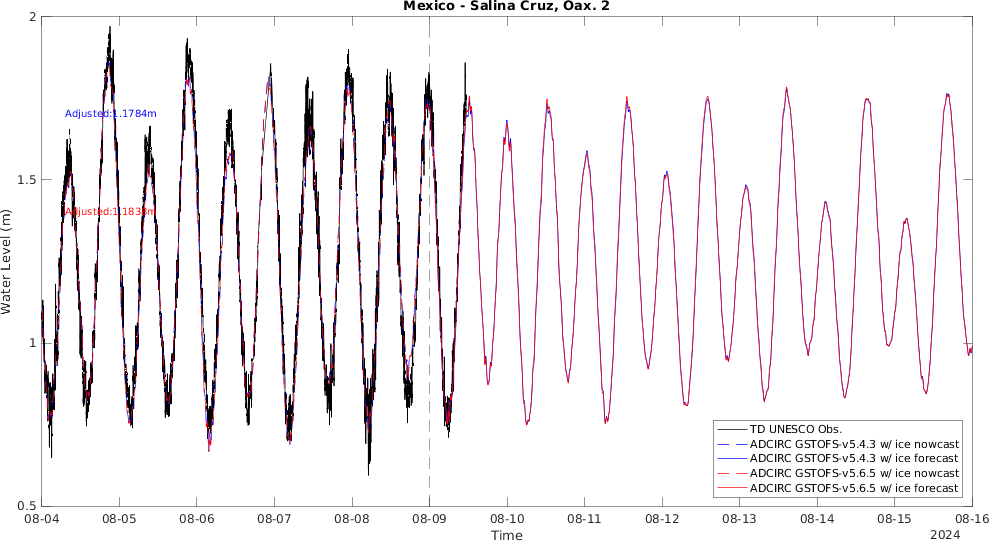 Mexico - Salina Cruz, Oax. 2
2
1.5
1
0.5
Water Level (m)
Adjusted:1.1784m
Adjusted:1.1838m
TD UNESCO Obs.
ADCIRC GSTOFS-v5.4.3 w/ ice nowcast
ADCIRC GSTOFS-v5.4.3 w/ ice forecast
ADCIRC GSTOFS-v5.6.5 w/ ice nowcast
ADCIRC GSTOFS-v5.6.5 w/ ice forecast
08-04 08-05 08-06 08-07 08-08 08-09 08-10 08-11 08-12 08-13 08-14 08-15 08-16
Time
2024